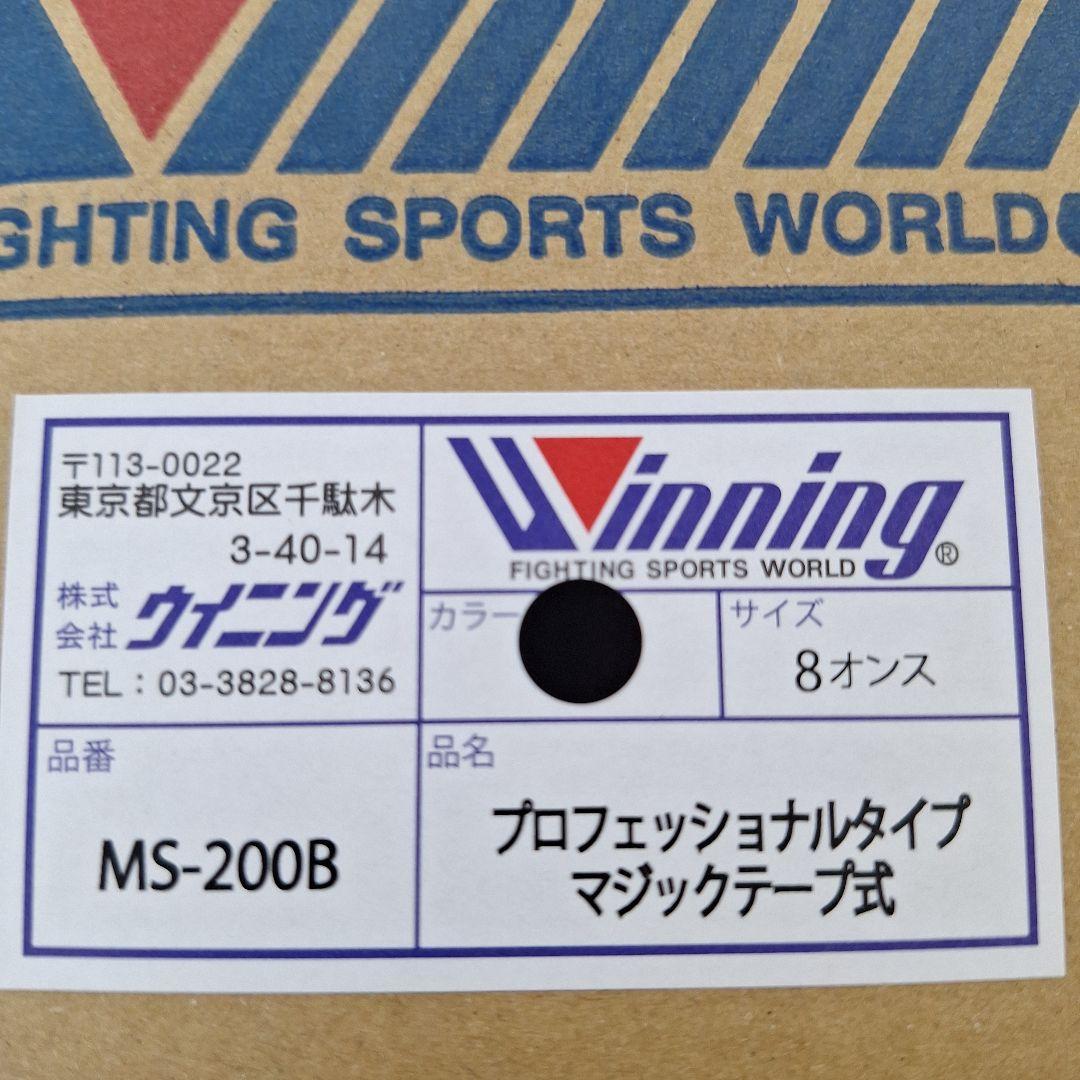 FIGHTING SPORTS WORLD
〒113-0022
東京都文京区千駄木
3-40-14
株式会社 ウイニング
TEL : 03-3828-8136
Winning®
FIGHTING SPORTS WORLD
カラー
サイズ
8オンス
品番
MS-200B
品名
プロフェッショナルタイプ
マジックテープ式